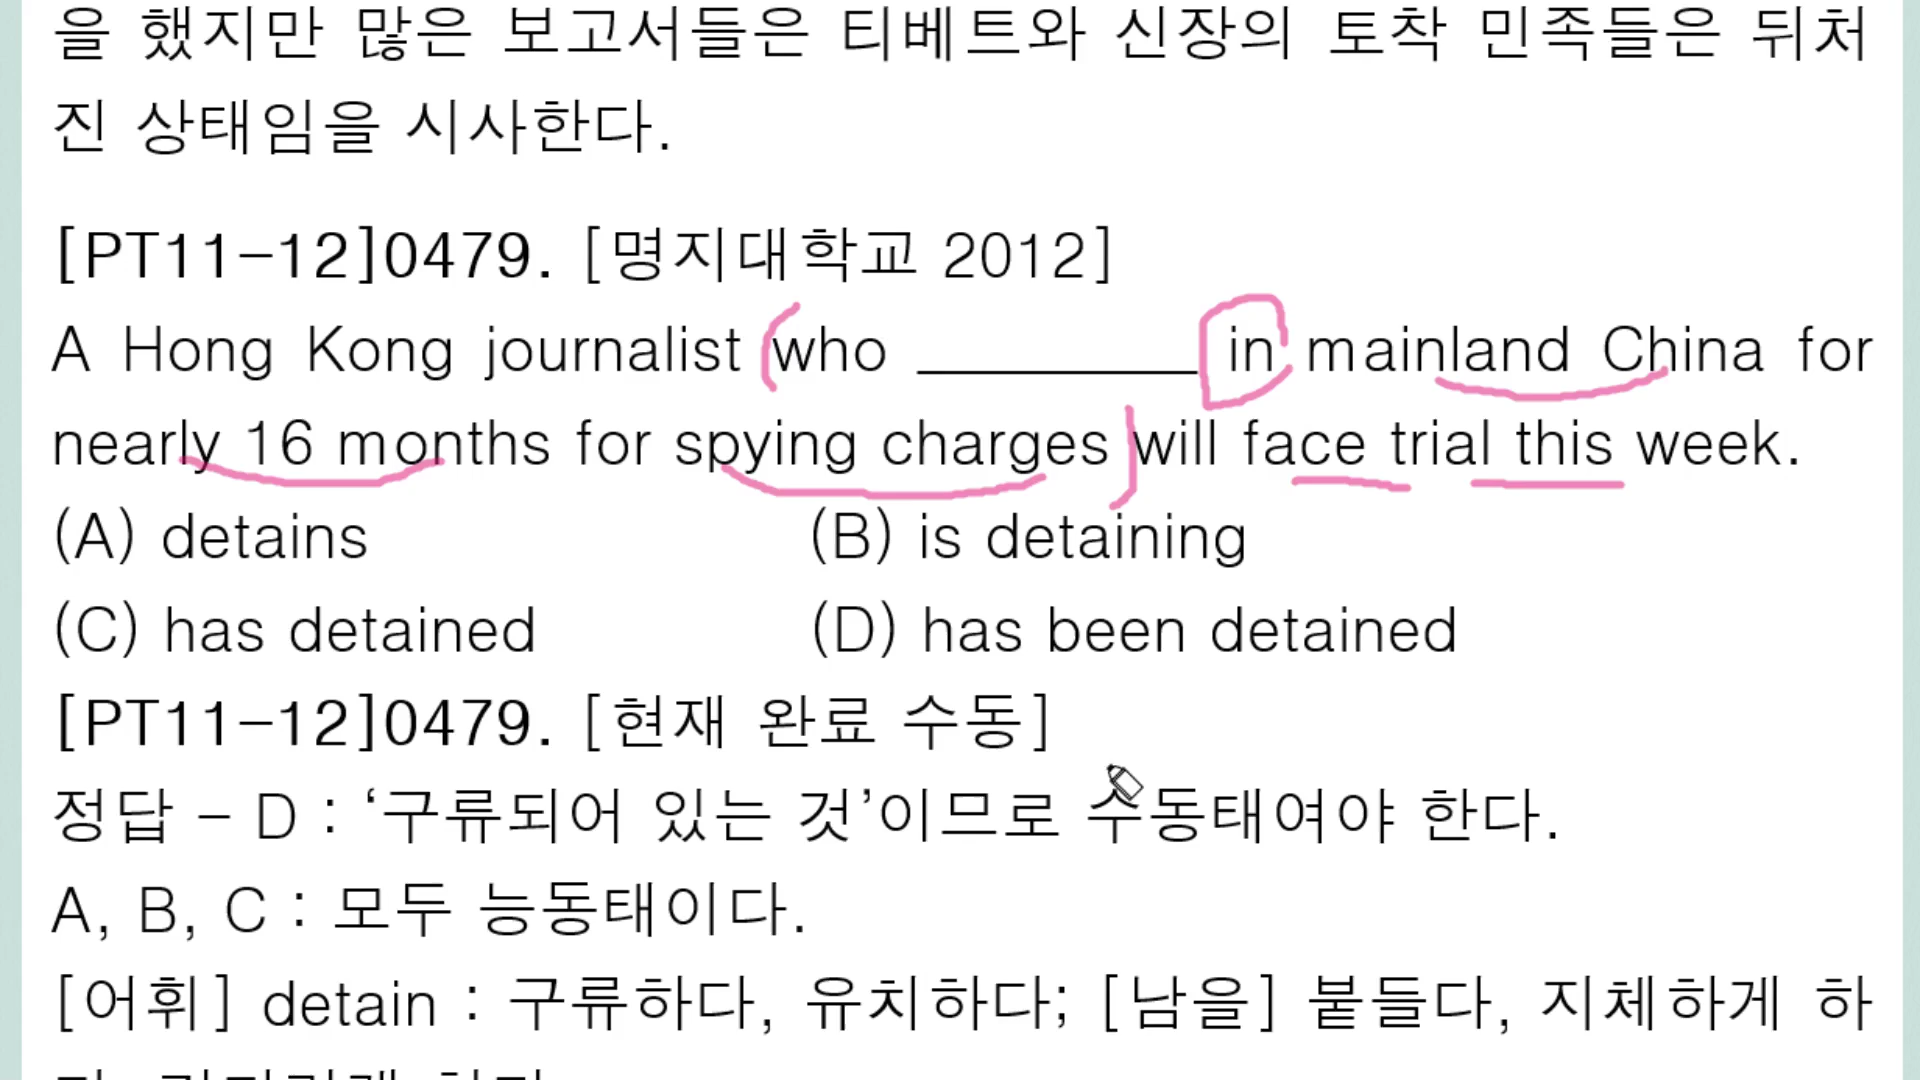 을 했지만 많은 보고서들은 티베트와 신장의 토착 민족들은 뒤처
진 상태임을 시사한다.
[PT11-12]0479. [명지대학교 2012]
A Hong Kong journalist who __________ in mainland China for
nearly 16 months for spying charges will face trial this week.
(A) detains (B) is detaining
(C) has detained (D) has been detained
[PT11-12]0479. [현재 완료 수동]
정답 - D : ‘구류되어 있는 것’이므로 수동태여야 한다.
A, B, C : 모두 능동태이다.
[어휘] detain : 구류하다, 유치하다; [남을] 붙들다, 지체하게 하